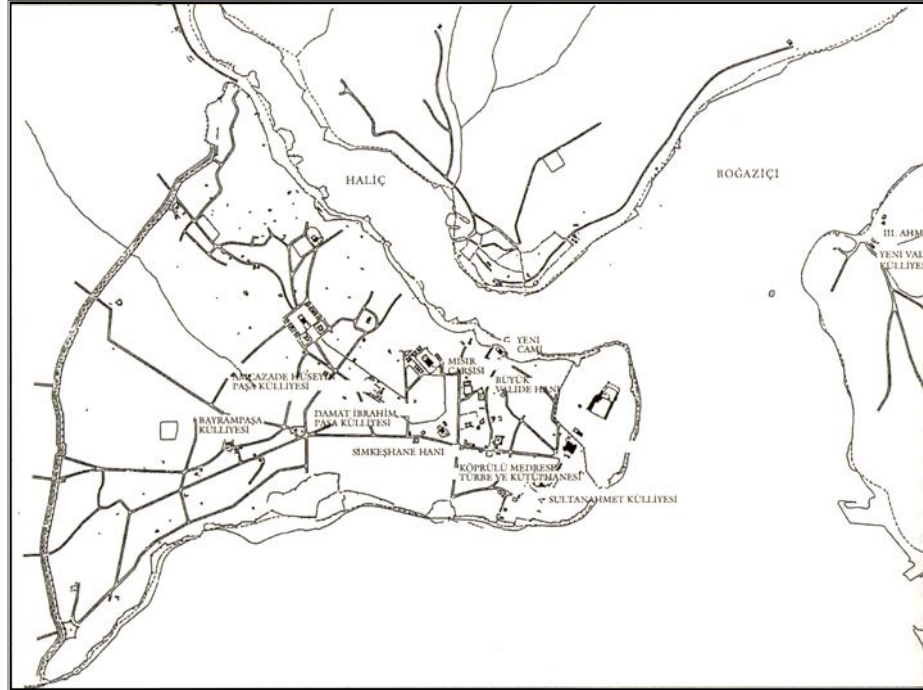 HALİÇ
BOĞAZİÇİ
III. AHM
YENİ VAL
KÜLLİYES
YENİ
CAMİ
MISIR
ÇARŞISI
AMCAZADE HÜSEYİN
PAŞA KÜLLİYESİ
BÜYÜK
VALİDE HANI
BAYRAMPAŞA
KÜLLİYESİ
DAMAT İBRAHİM
PAŞA KÜLLİYESİ
SİMKEŞHANE HANI
KÖPRÜLÜ MEDRESE
TÜRBE VE KÜTÜPHANESİ
SULTANAHMET KÜLLİYESİ